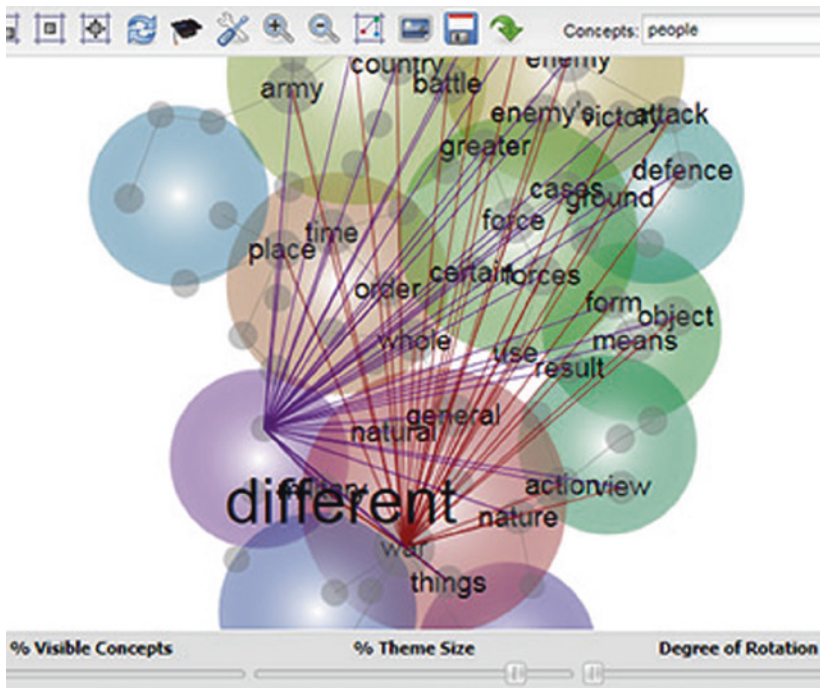 Concepts: people
country
enemy
army
battle
enemy's
victory
attack
greater
defence
cases
ground
force
time
place
certain
forces
order
form
object
whole
means
use
result
general
natural
action
view
different
nature
war
things
% Visible Concepts
% Theme Size
Degree of Rotation